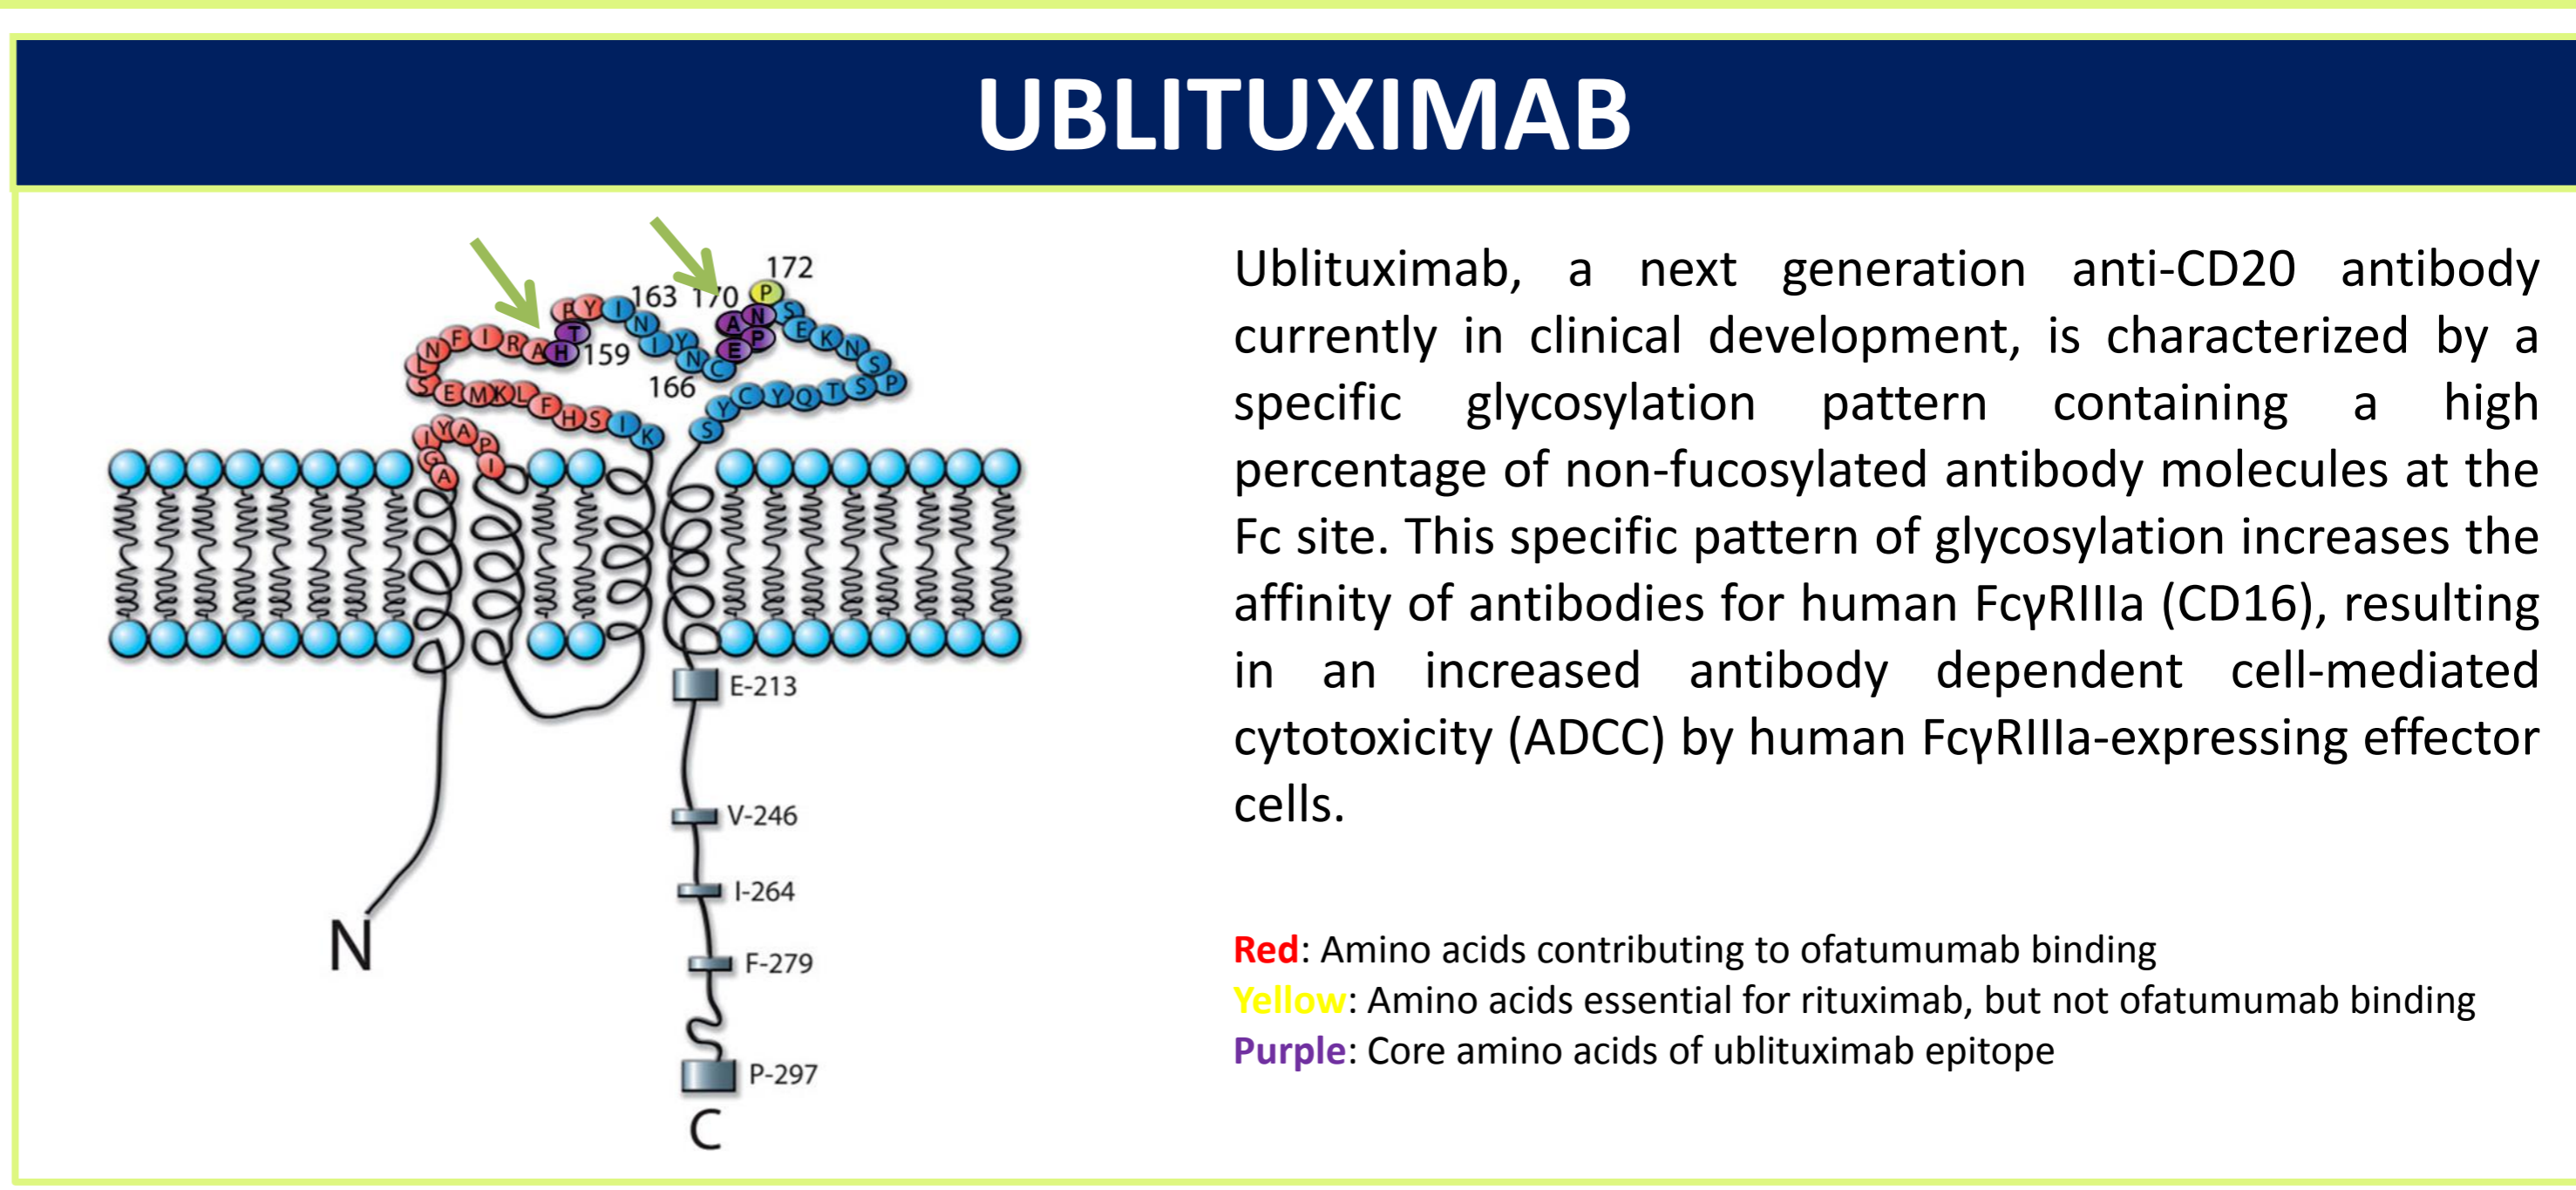 UBLITUXIMAB
172
163 170 P
P Y I N I Y N C
A N S E K N S P
T
H 159
E P
N F I R A
L
S E M K L F H S I K
166
Y C Y Q T S
S
I Y A P I
G
A
E-213
V-246
I-264
F-279
P-297
N
C
Ublituximab, a next generation anti-CD20 antibody
currently in clinical development, is characterized by a
specific glycosylation pattern containing a high
percentage of non-fucosylated antibody molecules at the
Fc site. This specific pattern of glycosylation increases the
affinity of antibodies for human FcγRIIIa (CD16), resulting
in an increased antibody dependent cell-mediated
cytotoxicity (ADCC) by human FcγRIIIa-expressing effector
cells.
Red: Amino acids contributing to ofatumumab binding
Yellow: Amino acids essential for rituximab, but not ofatumumab binding
Purple: Core amino acids of ublituximab epitope